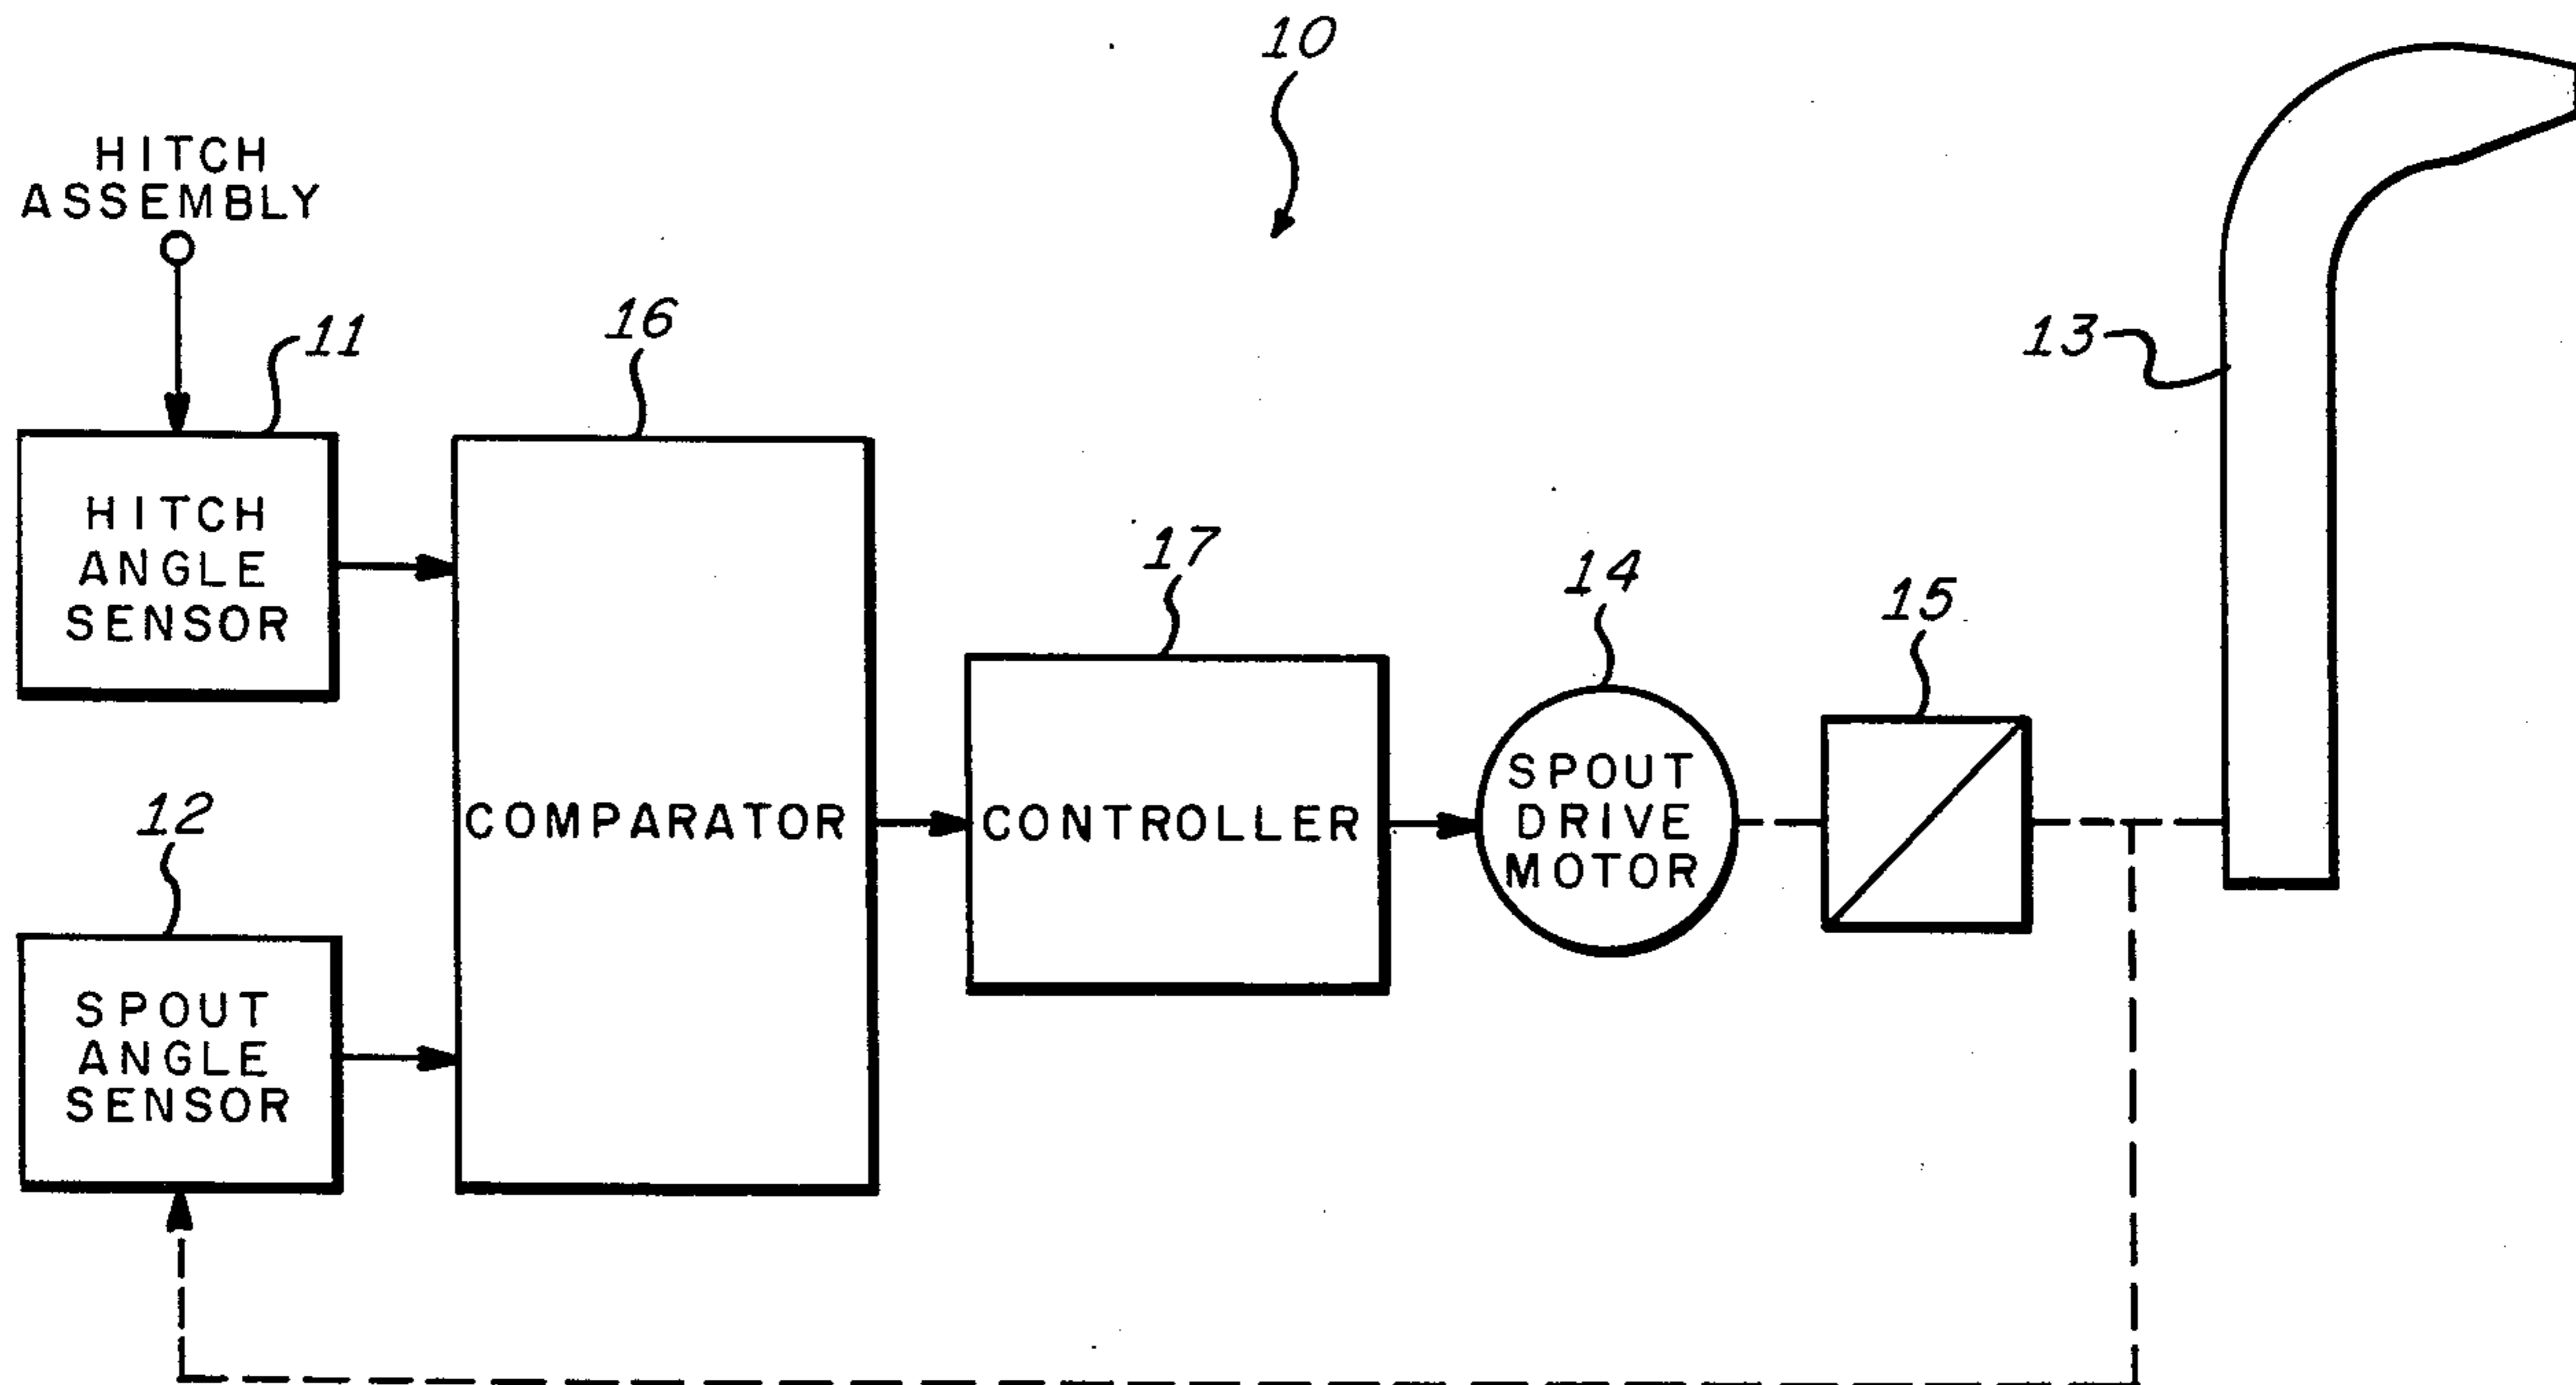 10
HITCH
ASSEMBLY
11
16
13
HITCH
ANGLE
SENSOR
17
14
15
12
COMPARATOR
CONTROLLER
SPOUT
DRIVE
MOTOR
SPOUT
ANGLE
SENSOR